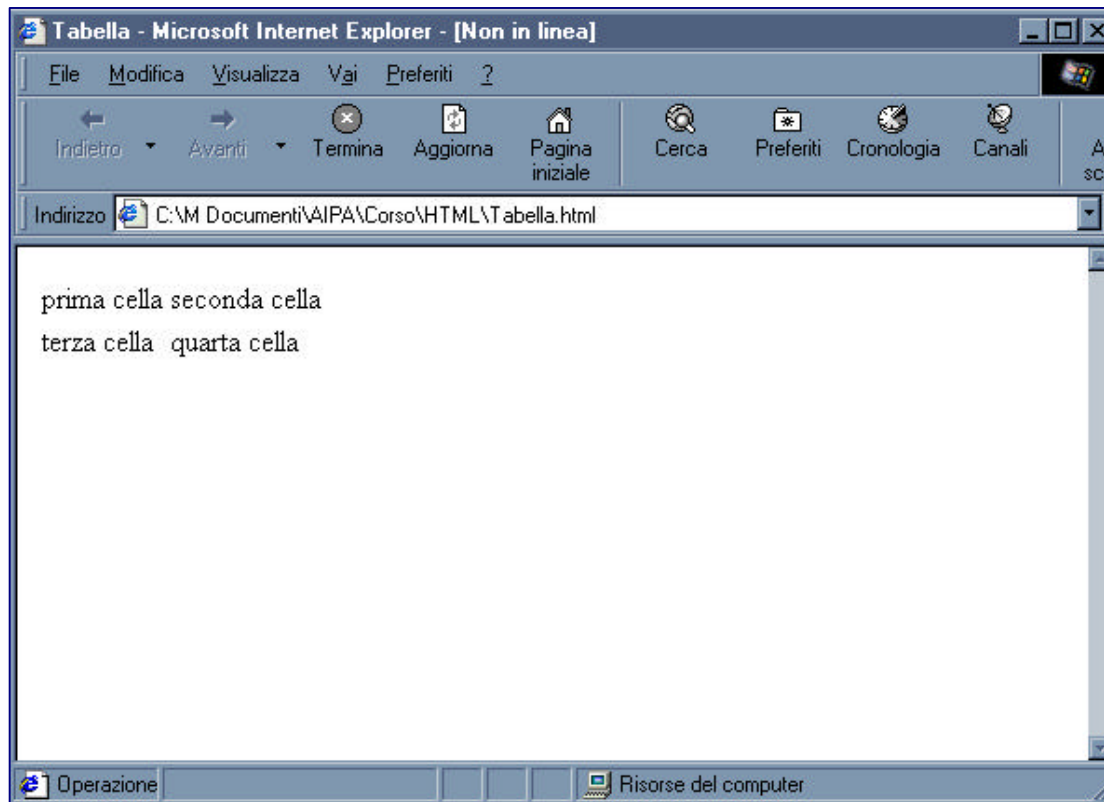 Tabella - Microsoft Internet Explorer - [Non in linea]
File Modifica Visualizza Vai Preferiti ?
Indietro Avanti Termina Aggiorna Pagina iniziale Cerca Preferiti Cronologia Canali A sc
Indirizzo C:\M Documenti\AIPA\Corso\HTML\Tabella.html
prima cella seconda cella
terza cella quarta cella
Operazione Risorse del computer